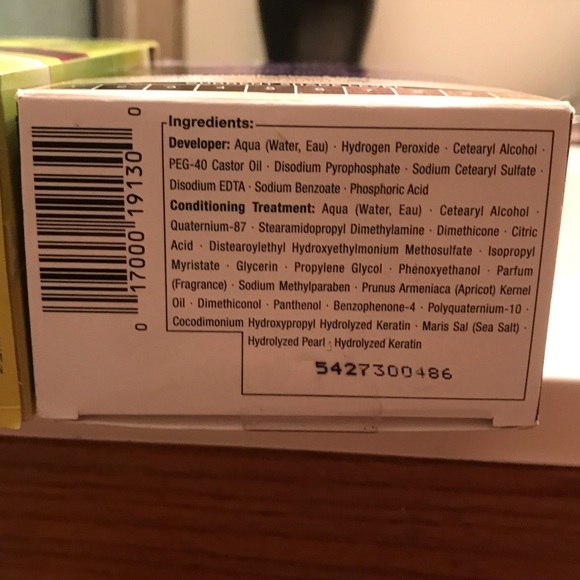 Ingredients:
Developer: Aqua (Water, Eau) · Hydrogen Peroxide · Cetearyl Alcohol ·
PEG-40 Castor Oil · Disodium Pyrophosphate · Sodium Cetearyl Sulfate ·
Disodium EDTA · Sodium Benzoate · Phosphoric Acid
Conditioning Treatment: Aqua (Water, Eau) · Cetearyl Alcohol ·
Quaternium-87 · Stearamidopropyl Dimethylamine · Dimethicone · Citric
Acid · Distearoylethyl Hydroxyethylmonium Methosulfate · Isopropyl
Myristate · Glycerin · Propylene Glycol · Phenoxyethanol · Parfum
(Fragrance) · Sodium Methylparaben · Prunus Armeniaca (Apricot) Kernel
Oil · Dimethiconol · Panthenol · Benzophenone-4 · Polyquaternium-10 ·
Cocodimonium Hydroxypropyl Hydrolyzed Keratin · Maris Sal (Sea Salt) ·
Hydrolyzed Pearl · Hydrolyzed Keratin
5427300486
0 17000 19130 0